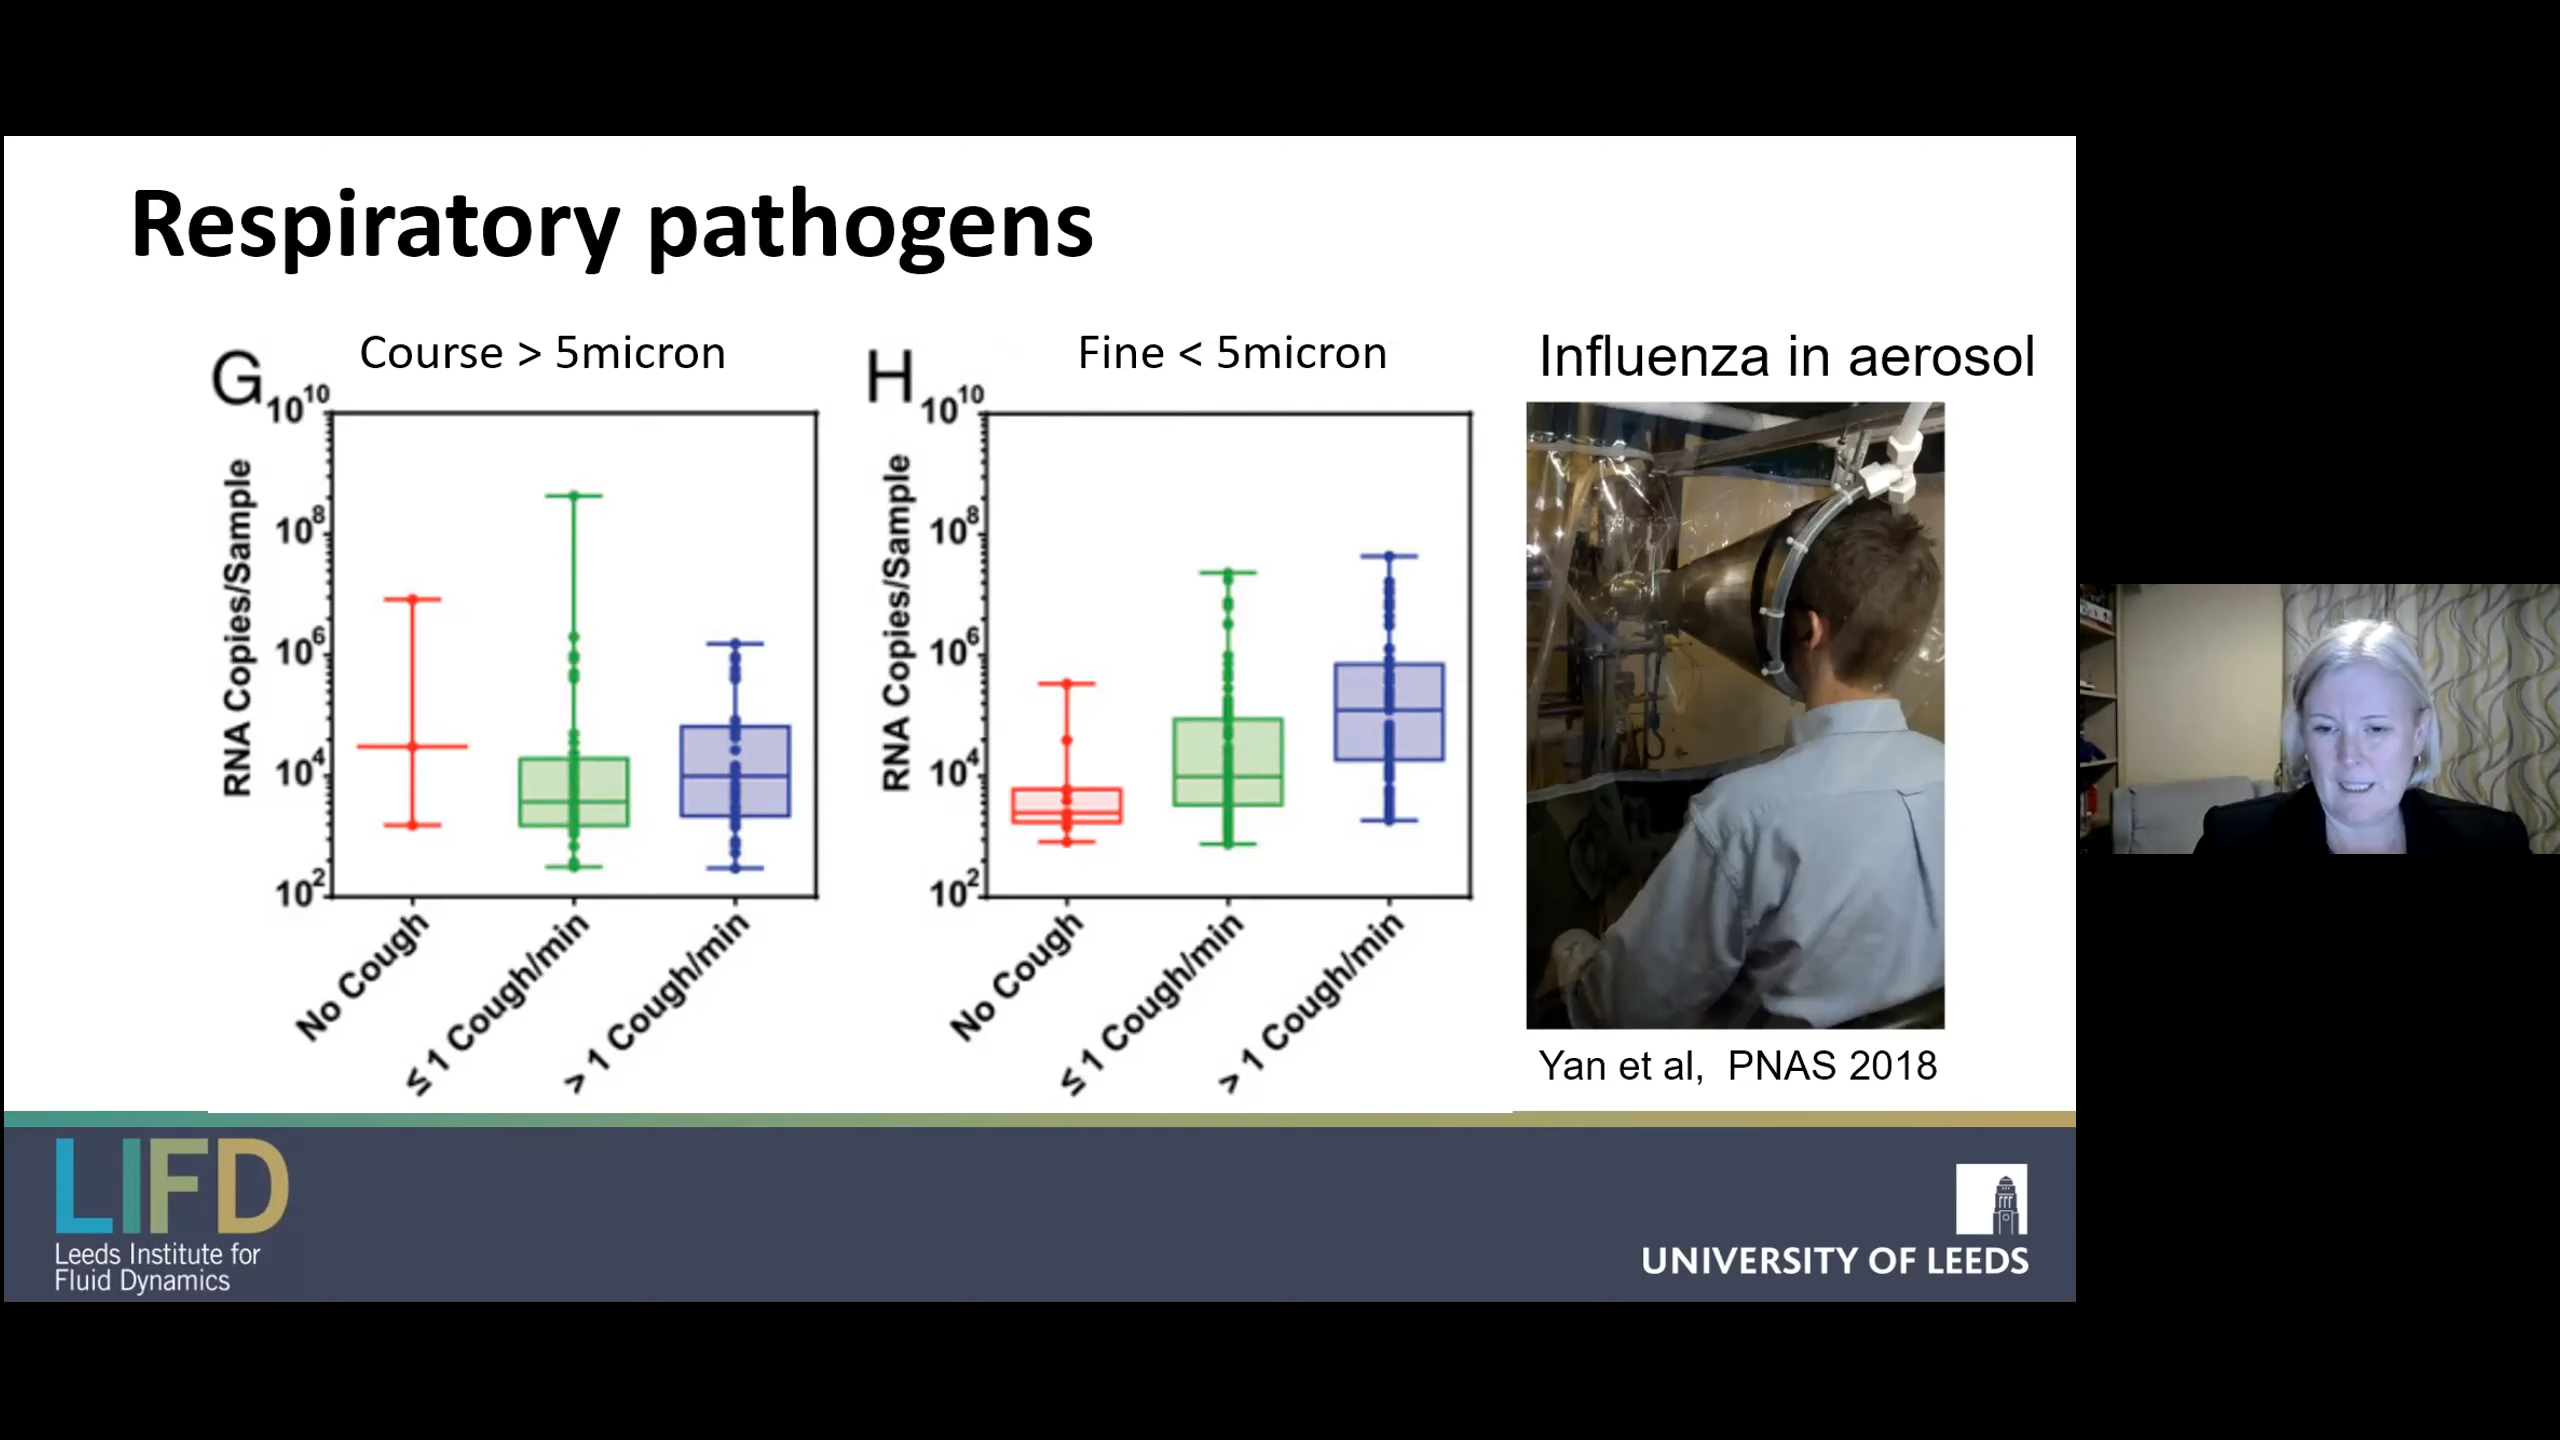 Respiratory pathogens
G
Course > 5micron
RNA Copies/Sample
10^10
10^8
10^6
10^4
10^2
No Cough
≤ 1 Cough/min
> 1 Cough/min
H
Fine < 5micron
RNA Copies/Sample
10^10
10^8
10^6
10^4
10^2
No Cough
≤ 1 Cough/min
> 1 Cough/min
Influenza in aerosol
Yan et al, PNAS 2018
LIFD
Leeds Institute for
Fluid Dynamics
UNIVERSITY OF LEEDS